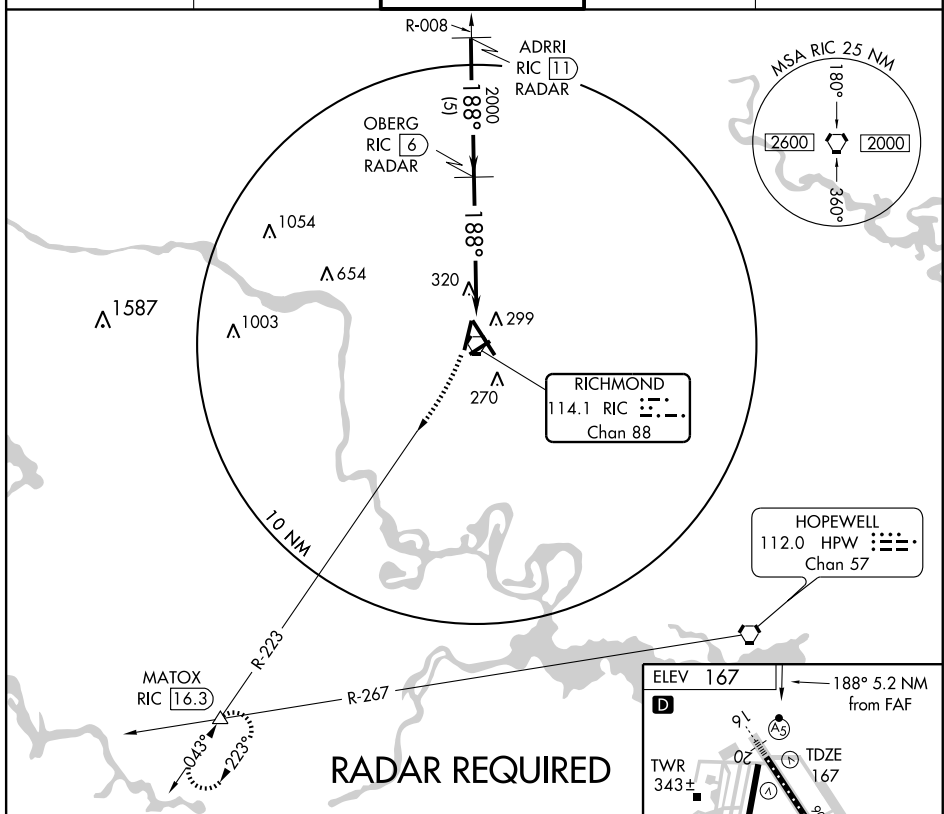 R-008
ADRRI
RIC 11
RADAR
2000
188°
(5)
OBERG
RIC 6
RADAR
188°
MSA RIC 25 NM
180°
2600
2000
360°
1054
654
1587
1003
320
299
270
RICHMOND
114.1 RIC
Chan 88
10 NM
HOPEWELL
112.0 HPW
Chan 57
R-223
R-267
MATOX
RIC 16.3
043°
223°
RADAR REQUIRED
ELEV 167
188° 5.2 NM
from FAF
D
A5
16
20
TDZE
167
TWR
343±